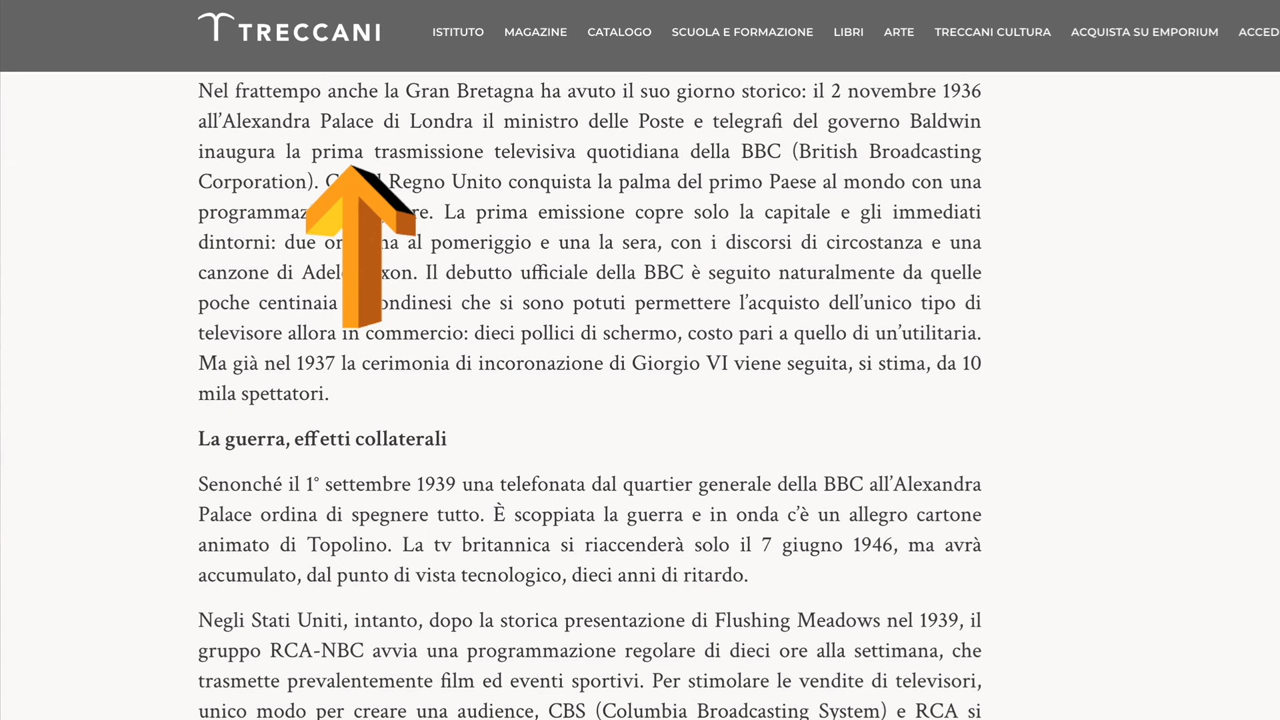 TRECCANI
ISTITUTO MAGAZINE CATALOGO SCUOLA E FORMAZIONE LIBRI ARTE TRECCANI CULTURA ACQUISTA SU EMPORIUM ACCED
Nel frattempo anche la Gran Bretagna ha avuto il suo giorno storico: il 2 novembre 1936
all’Alexandra Palace di Londra il ministro delle Poste e telegrafi del governo Baldwin
inaugura la prima trasmissione televisiva quotidiana della BBC (British Broadcasting
Corporation). Regno Unito conquista la palma del primo Paese al mondo con una
La prima emissione copre solo la capitale e gli immediati
dintorni: due al pomeriggio e una la sera, con i discorsi di circostanza e una
canzone di Il debutto ufficiale della BBC è seguito naturalmente da quelle
poche centinaia che si sono potuti permettere l’acquisto dell’unico tipo di
televisore allora in commercio: dieci pollici di schermo, costo pari a quello di un’utilitaria.
Ma già nel 1937 la cerimonia di incoronazione di Giorgio VI viene seguita, si stima, da 10
mila spettatori.
La guerra, effetti collaterali
Senonché il 1° settembre 1939 una telefonata dal quartier generale della BBC all’Alexandra
Palace ordina di spegnere tutto. È scoppiata la guerra e in onda c’è un allegro cartone
animato di Topolino. La tv britannica si riaccenderà solo il 7 giugno 1946, ma avrà
accumulato, dal punto di vista tecnologico, dieci anni di ritardo.
Negli Stati Uniti, intanto, dopo la storica presentazione di Flushing Meadows nel 1939, il
gruppo RCA-NBC avvia una programmazione regolare di dieci ore alla settimana, che
trasmette prevalentemente film ed eventi sportivi. Per stimolare le vendite di televisori,
unico modo per creare una audience, CBS (Columbia Broadcasting System) e RCA si